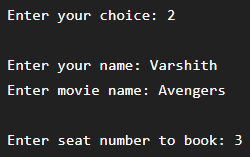 Enter your choice: 2
Enter your name: Varshith
Enter movie name: Avengers
Enter seat number to book: 3